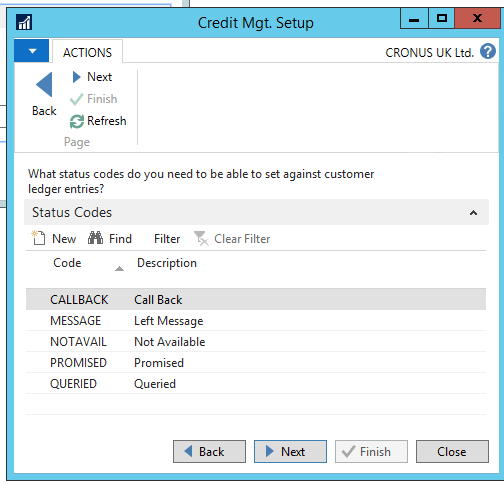 Credit Mgt. Setup
ACTIONS
CRONUS UK Ltd.
Back
Next
Finish
Refresh
Page
What status codes do you need to be able to set against customer
ledger entries?
Status Codes
New Find Filter Clear Filter
Code Description
CALLBACK Call Back
MESSAGE Left Message
NOTAVAIL Not Available
PROMISED Promised
QUERIED Queried
Back Next Finish Close